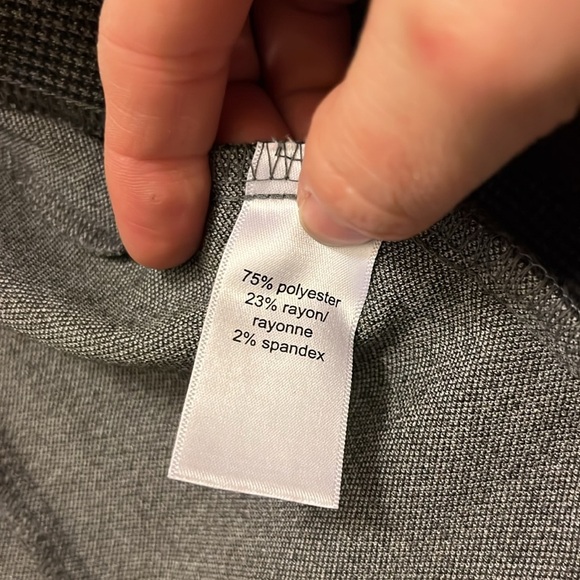 75% polyester
23% rayon/
rayonne
2% spandex